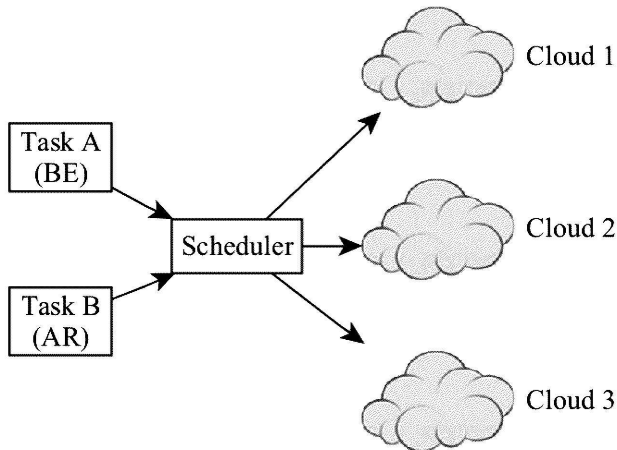 Cloud 1
Task A
(BE)
Scheduler
Cloud 2
Task B
(AR)
Cloud 3